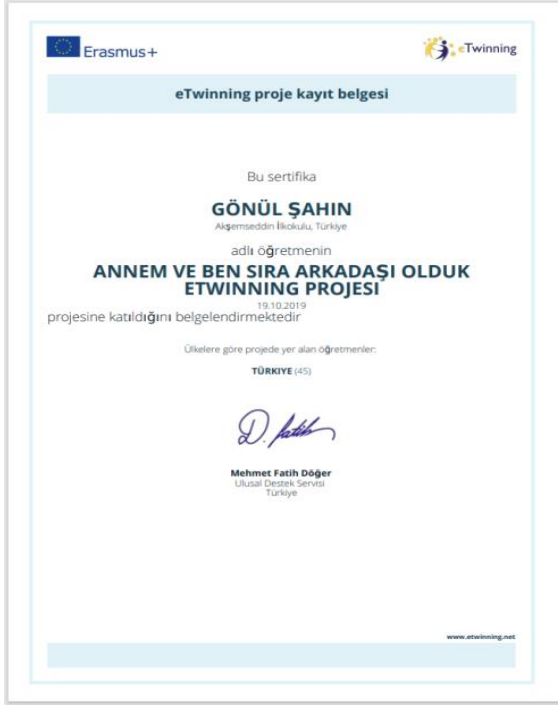 Erasmus+
eTwinning
eTwinning proje kayıt belgesi
Bu sertifika
GÖNÜL ŞAHIN
Akşemseddin İlkokulu, Türkiye
adlı öğretmenin
ANNEM VE BEN SIRA ARKADAŞI OLDUK
ETWINNING PROJESI
19.10.2019
projesine katıldığını belgelendirmektedir
Ülkelere göre projede yer alan öğretmenler:
TÜRKIYE (45)
D. fatih
Mehmet Fatih Döğer
Ulusal Destek Servisi
Türkiye
www.etwinning.net